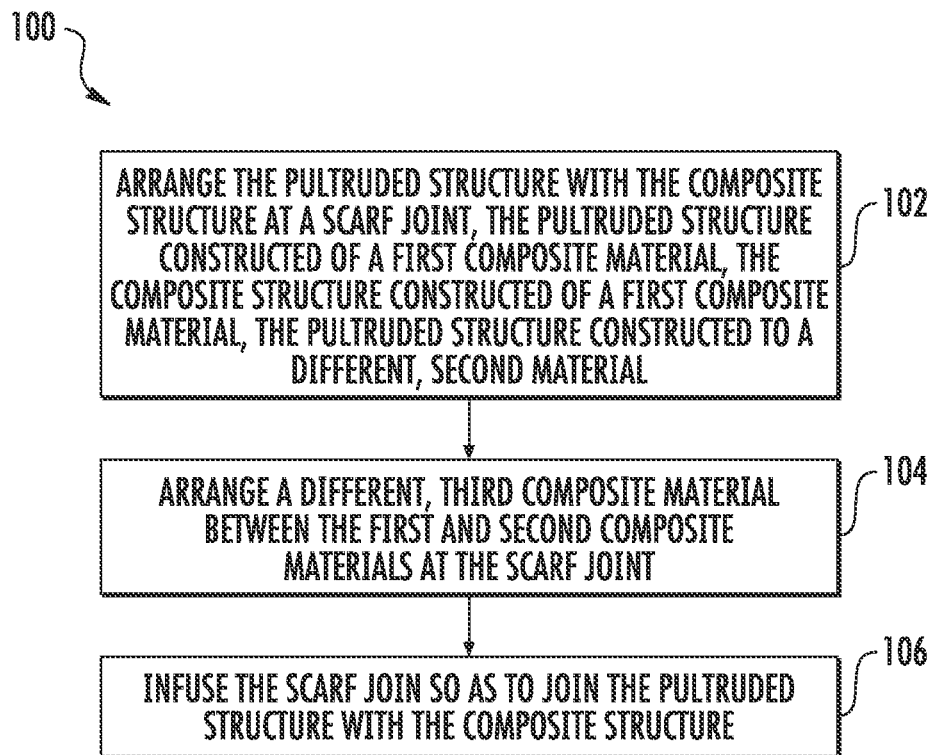 100
ARRANGE THE PULTRUDED STRUCTURE WITH THE COMPOSITE
STRUCTURE AT A SCARF JOINT, THE PULTRUDED STRUCTURE
CONSTRUCTED OF A FIRST COMPOSITE MATERIAL, THE
COMPOSITE STRUCTURE CONSTRUCTED OF A FIRST COMPOSITE
MATERIAL, THE PULTRUDED STRUCTURE CONSTRUCTED TO A
DIFFERENT, SECOND MATERIAL
102
ARRANGE A DIFFERENT, THIRD COMPOSITE MATERIAL
BETWEEN THE FIRST AND SECOND COMPOSITE
MATERIALS AT THE SCARF JOINT
104
INFUSE THE SCARF JOIN SO AS TO JOIN THE PULTRUDED
STRUCTURE WITH THE COMPOSITE STRUCTURE
106